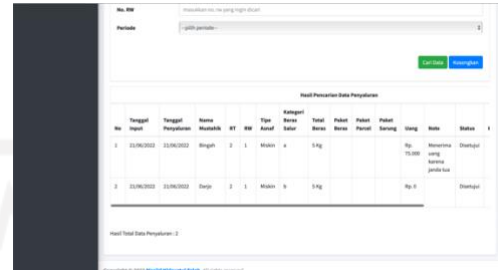 No. RW
masukkan no. rw yang ingin dicari
Periode
--pilih periode--
Cari Data Kosongkan
Hasil Pencarian Data Penyaluran
No Tanggal Input Tanggal Penyaluran Nama Mustahik RT RW Tipe Asnaf Kategori Beras Salur Total Beras Paket Beras Paket Parcel Paket Sarung Uang Note Status
1 21/06/2022 21/06/2022 Bingah 2 1 Miskin a 5 Kg Rp. 75.000 Menerima uang karena janda tua Disetujui
2 21/06/2022 21/06/2022 Darjo 2 1 Miskin b 5 Kg Rp. 0 Disetujui
Hasil Total Data Penyaluran : 2